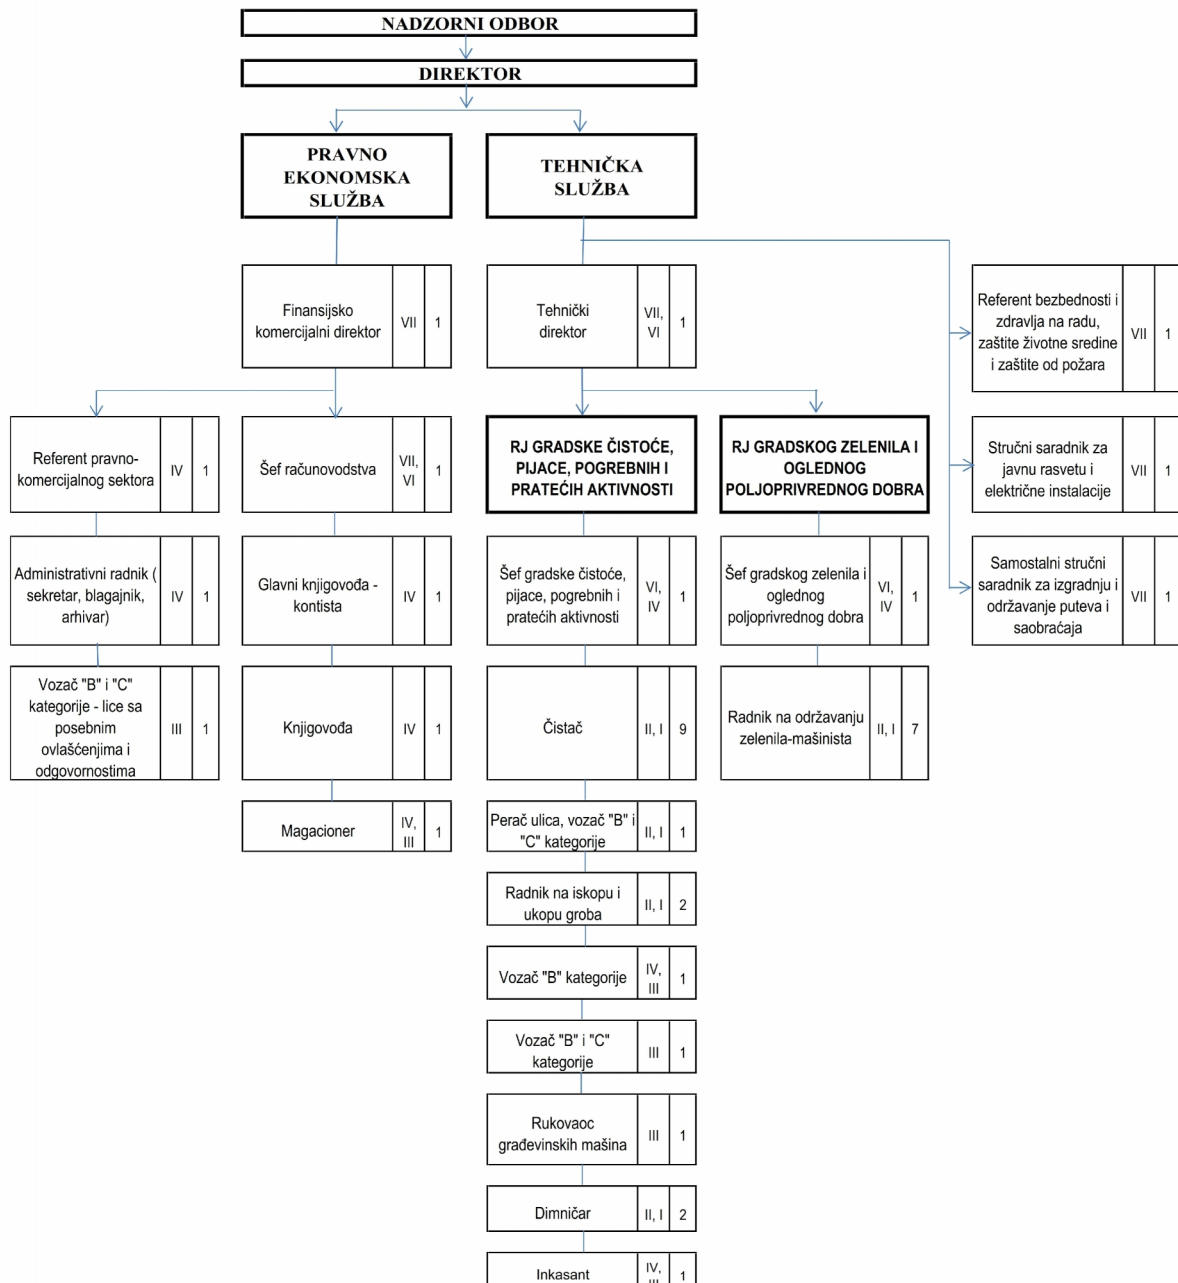 NADZORNI ODBOR
DIREKTOR
PRAVNO
EKONOMSKA
SLUŽBA
TEHNIČKA
SLUŽBA
Finansijsko
komercijalni direktor
VII
1
Tehnički
direktor
VII,
VI
1
Referent bezbednosti i
zdravlja na radu,
zaštite životne sredine
i zaštite od požara
VII
1
Referent pravno-
komercijalnog sektora
IV
1
Šef računovodstva
VII,
VI
1
RJ GRADSKE ČISTOĆE,
PIJACE, POGREBNIH I
PRATEĆIH AKTIVNOSTI
RJ GRADSKOG ZELENILA I
OGLEDNOG
POLJOPRIVREDNOG DOBRA
Stručni saradnik za
javnu rasvetu i
električne instalacije
VII
1
Administrativni radnik (
sekretar, blagajnik,
arhivar)
IV
1
Glavni knjigovođa -
kontista
IV
1
Šef gradske čistoće,
pijace, pogrebnih i
pratećih aktivnosti
VI,
IV
1
Šef gradskog zelenila i
oglednog
poljoprivrednog dobra
VI,
IV
1
Samostalni stručni
saradnik za izgradnju i
održavanje puteva i
saobraćaja
VII
1
Vozač "B" i "C"
kategorije - lice sa
posebnim
ovlašćenjima i
odgovornostima
III
1
Knjigovođa
IV
1
Čistač
II, I
9
Radnik na održavanju
zelenila-mašinista
II, I
7
Magacioner
IV,
III
1
Perač ulica, vozač "B" i
"C" kategorije
II, I
1
Radnik na iskopu i
ukopu groba
II, I
2
Vozač "B" kategorije
IV,
III
1
Vozač "B" i "C"
kategorije
III
1
Rukovaoc
građevinskih mašina
III
1
Dimničar
II, I
2
Inkasant
IV,
III
1